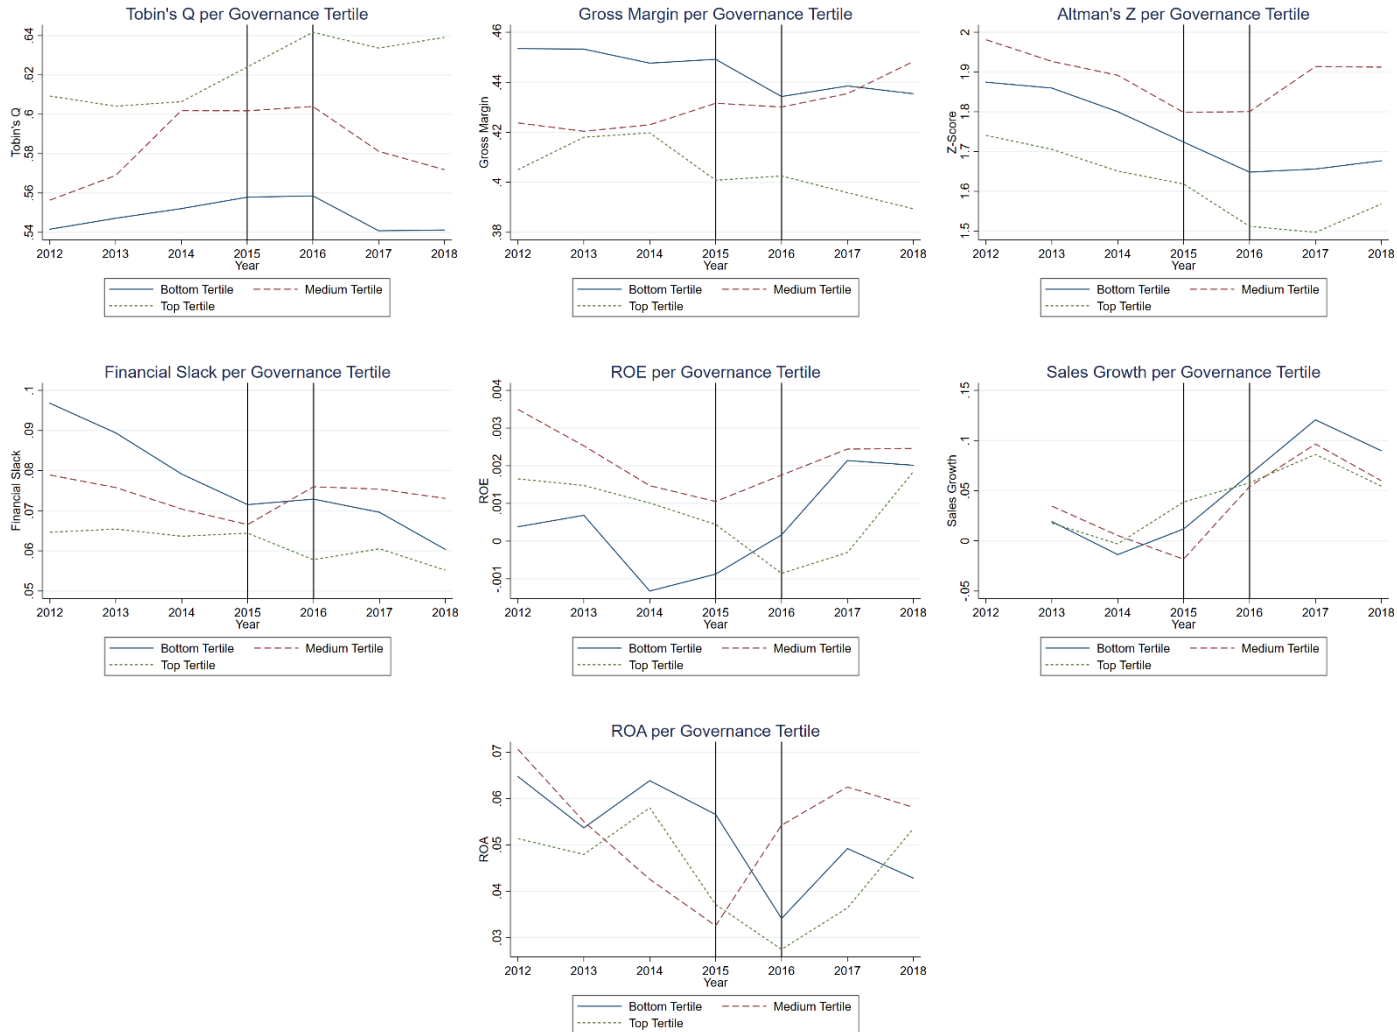 Tobin's Q per Governance Tertile
Tobin's Q
.54 .56 .58 .6 .62 .64
2012 2013 2014 2015 2016 2017 2018
Year
Bottom Tertile Medium Tertile
Top Tertile
Gross Margin per Governance Tertile
Gross Margin
.38 .4 .42 .44 .46
2012 2013 2014 2015 2016 2017 2018
Year
Bottom Tertile Medium Tertile
Top Tertile
Altman's Z per Governance Tertile
Z-Score
1.5 1.6 1.7 1.8 1.9 2
2012 2013 2014 2015 2016 2017 2018
Year
Bottom Tertile Medium Tertile
Top Tertile
Financial Slack per Governance Tertile
Financial Slack
.05 .06 .07 .08 .09 .1
2012 2013 2014 2015 2016 2017 2018
Year
Bottom Tertile Medium Tertile
Top Tertile
ROE per Governance Tertile
ROE
-.001 0 .001 .002 .003 .004
2012 2013 2014 2015 2016 2017 2018
Year
Bottom Tertile Medium Tertile
Top Tertile
Sales Growth per Governance Tertile
Sales Growth
-.05 0 .05 .1 .15
2012 2013 2014 2015 2016 2017 2018
Year
Bottom Tertile Medium Tertile
Top Tertile
ROA per Governance Tertile
ROA
.03 .04 .05 .06 .07
2012 2013 2014 2015 2016 2017 2018
Year
Bottom Tertile Medium Tertile
Top Tertile